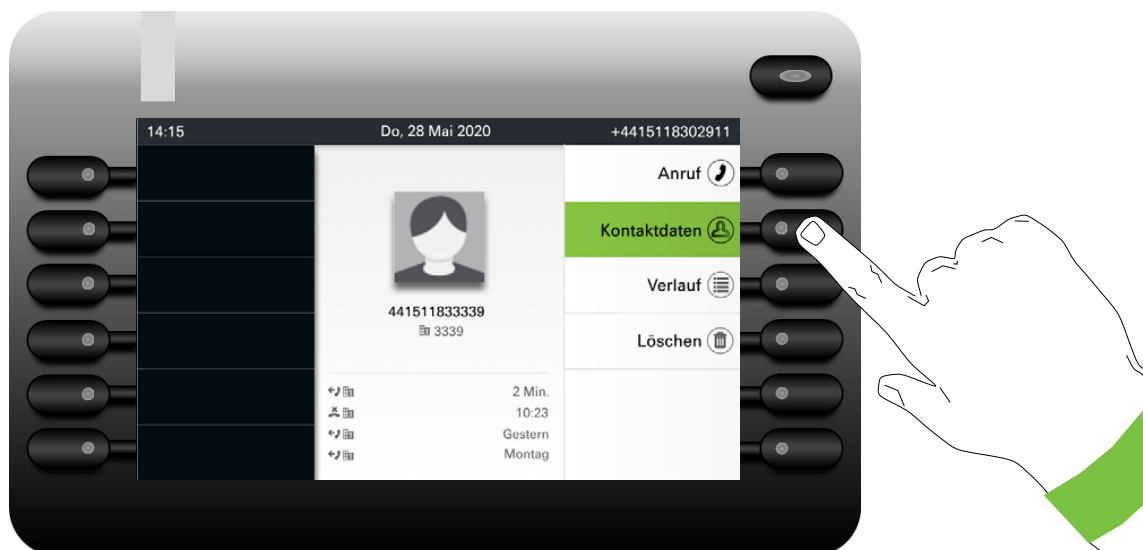 14:15 Do, 28 Mai 2020 +4415118302911
Anruf
Kontaktdaten
Verlauf
Löschen
441511833339
3339
2 Min.
10:23
Gestern
Montag